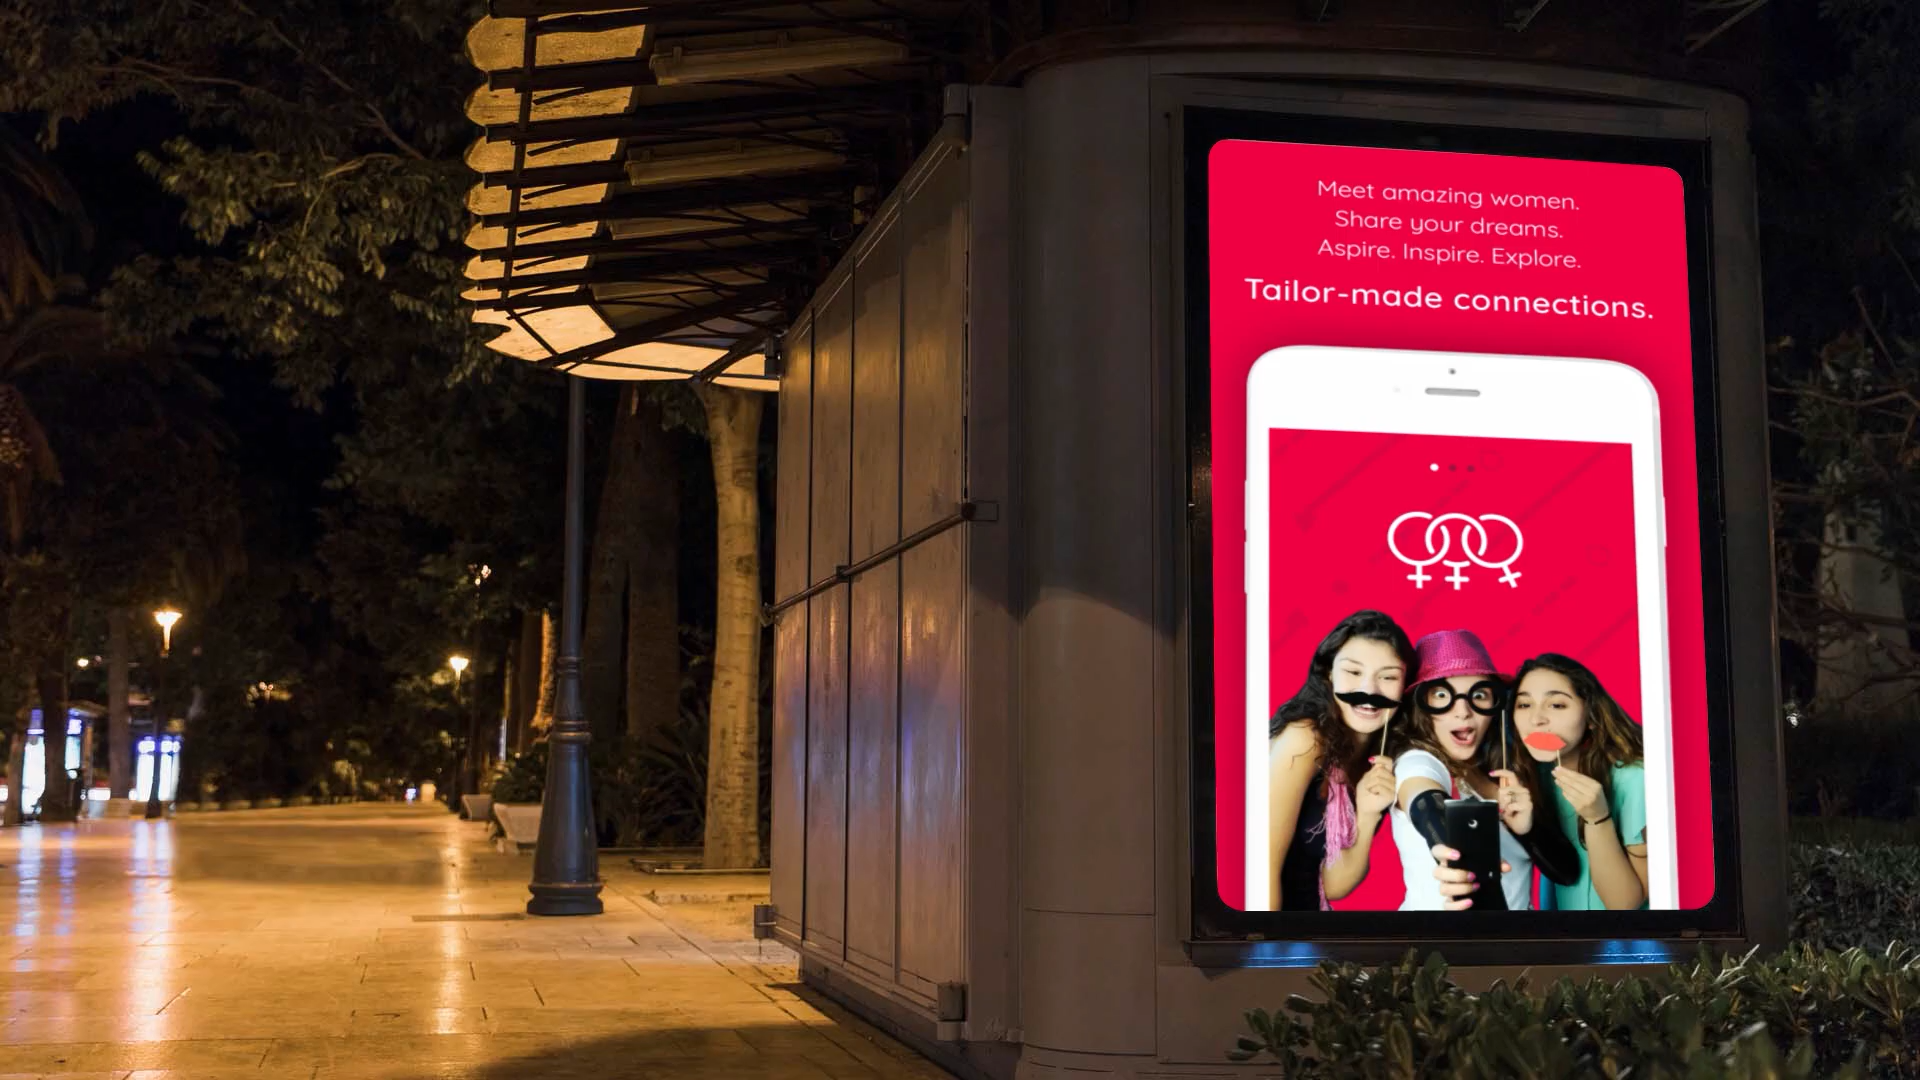 Meet amazing women.
Share your dreams.
Aspire. Inspire. Explore.
Tailor-made connections.